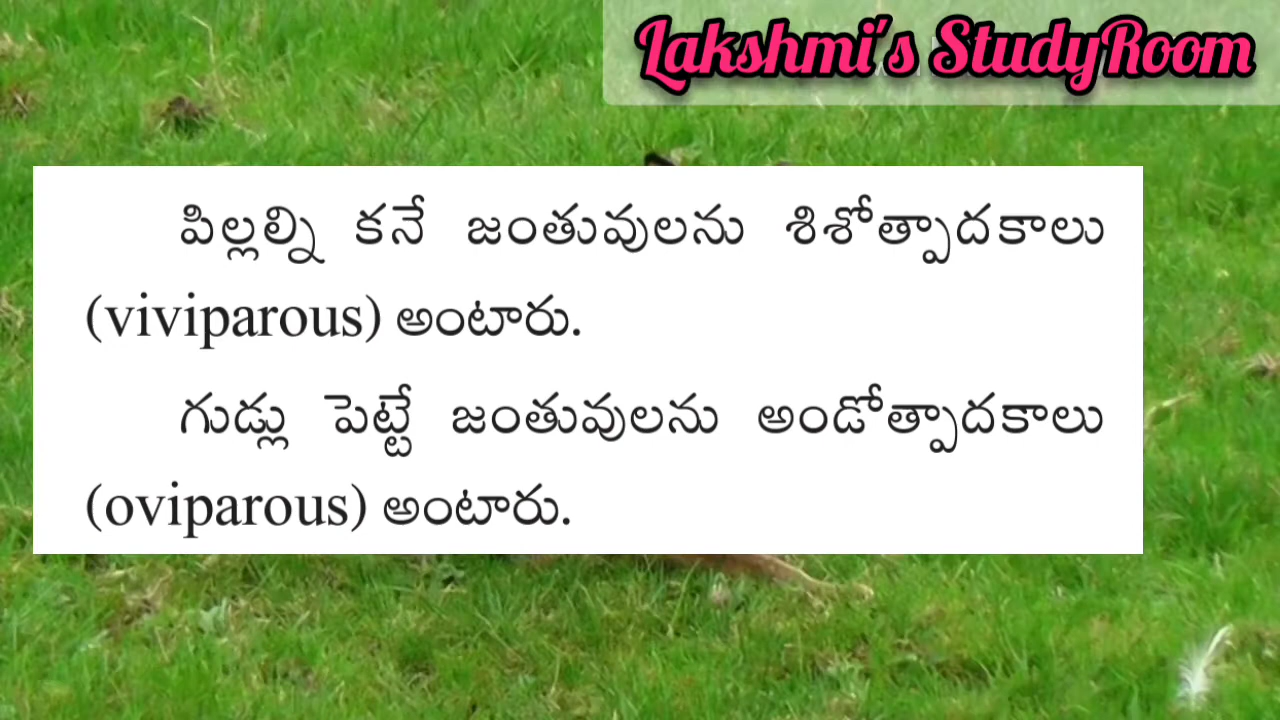 Lakshmi's StudyRoom
పిల్లల్ని కనే జంతువులను శిశోత్పాదకాలు
(viviparous) అంటారు.
గుడ్లు పెట్టే జంతువులను అండోత్పాదకాలు
(oviparous) అంటారు.